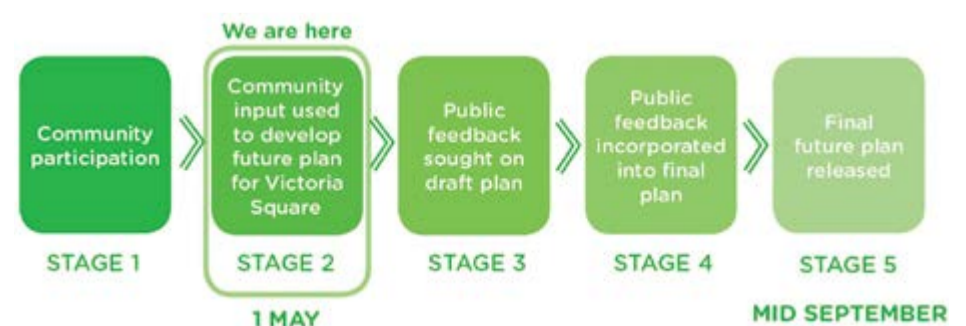 We are here
Community
participation
STAGE 1
Community
input used
to develop
future plan
for Victoria
Square
STAGE 2
1 MAY
Public
feedback
sought on
draft plan
STAGE 3
Public
feedback
incorporated
into final
plan
STAGE 4
Final
future plan
released
STAGE 5
MID SEPTEMBER